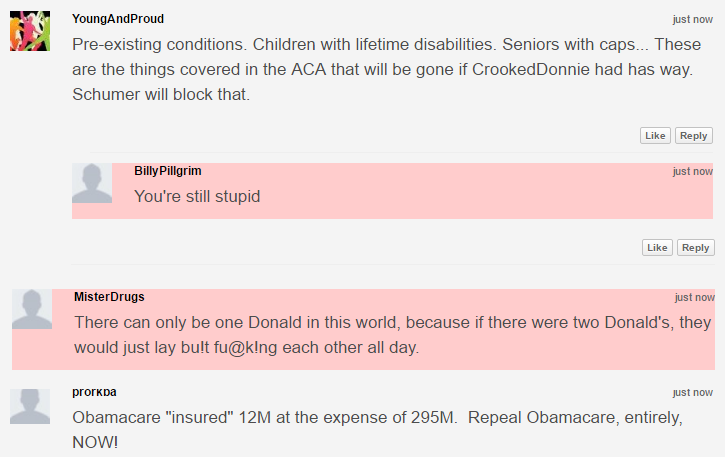 YoungAndProud
just now
Pre-existing conditions. Children with lifetime disabilities. Seniors with caps... These
are the things covered in the ACA that will be gone if CrookedDonnie had has way.
Schumer will block that.
Like Reply
BillyPillgrim
just now
You're still stupid
Like Reply
MisterDrugs
just now
There can only be one Donald in this world, because if there were two Donald's, they
would just lay bu!t fu@k!ng each other all day.
prorkba
just now
Obamacare "insured" 12M at the expense of 295M. Repeal Obamacare, entirely,
NOW!